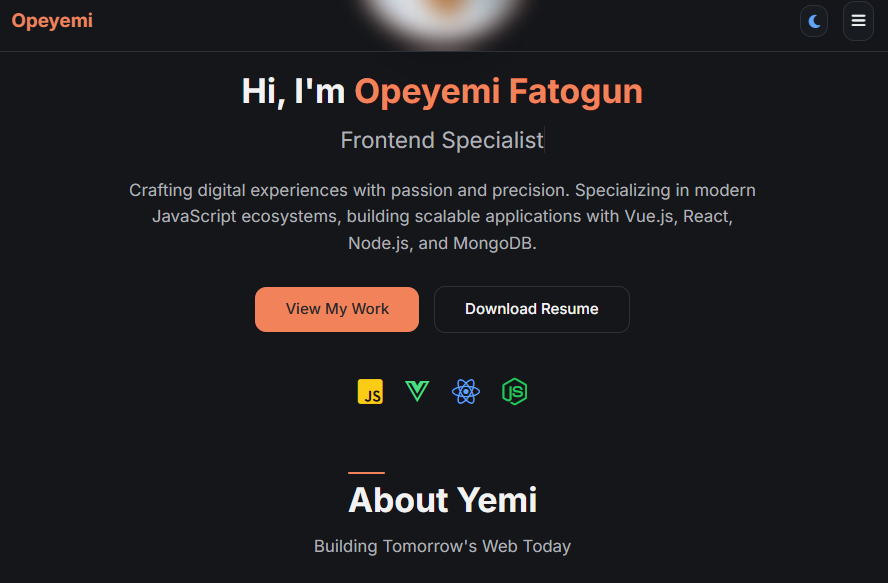 Opeyemi
Hi, I'm Opeyemi Fatogun
Frontend Specialist
Crafting digital experiences with passion and precision. Specializing in modern
JavaScript ecosystems, building scalable applications with Vue.js, React,
Node.js, and MongoDB.
View My Work
Download Resume
JS
JS
About Yemi
Building Tomorrow's Web Today